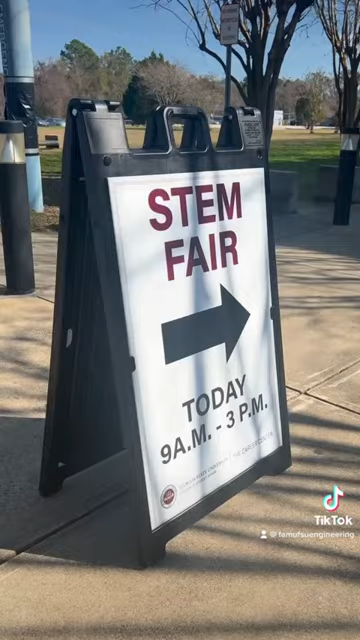 STEM
FAIR
TODAY
9A.M. - 3 P.M.
TikTok
@famufsuengineering